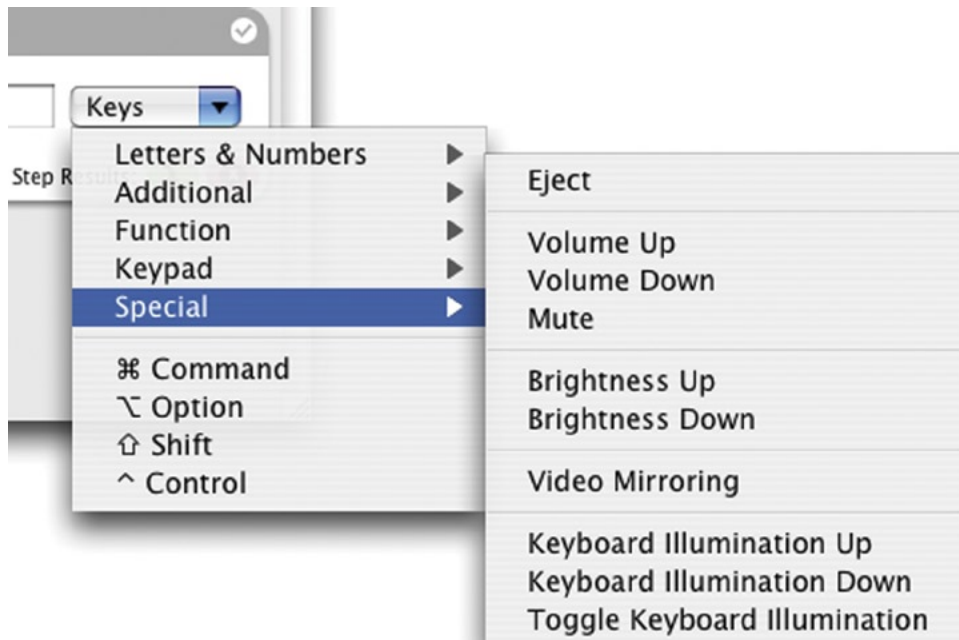 Keys
Step Results:
Letters & Numbers
Additional
Function
Keypad
Special
⌘ Command
⌥ Option
⇧ Shift
^ Control
Eject
Volume Up
Volume Down
Mute
Brightness Up
Brightness Down
Video Mirroring
Keyboard Illumination Up
Keyboard Illumination Down
Toggle Keyboard Illumination